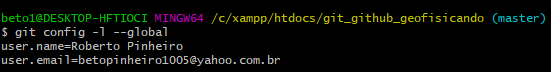 beto1@DESKTOP-HFTIOCI MINGW64 /c/xampp/htdocs/git_github_geofisicando (master)
$ git config -l --global
user.name=Roberto Pinheiro
user.email=betopinheiro1005@yahoo.com.br